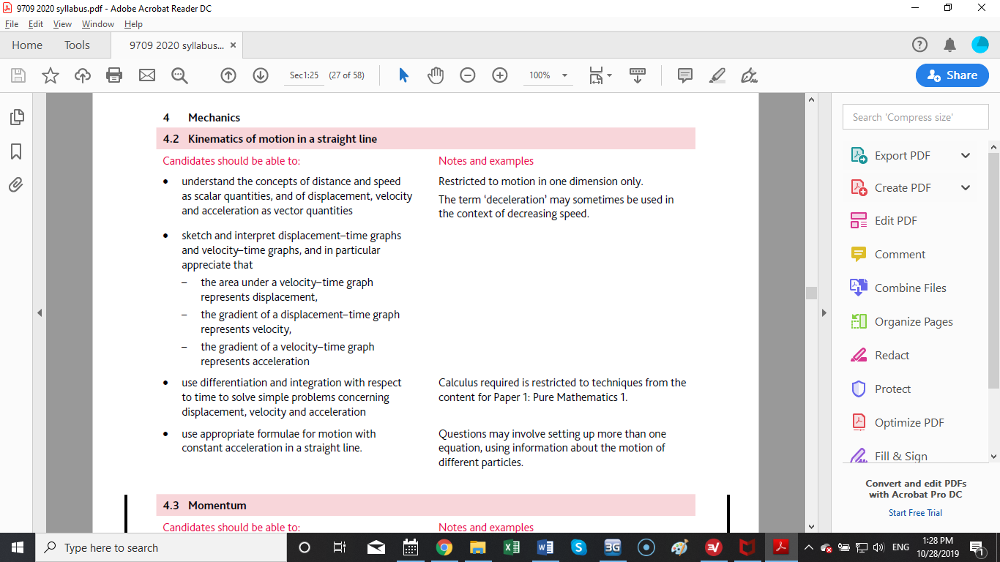 9709 2020 syllabus.pdf - Adobe Acrobat Reader DC
File Edit View Window Help
Home Tools 9709 2020 syllabus... ×
Sec1:25 (27 of 58) 100% Share
4 Mechanics
4.2 Kinematics of motion in a straight line
Candidates should be able to:
• understand the concepts of distance and speed
as scalar quantities, and of displacement, velocity
and acceleration as vector quantities
Notes and examples
Restricted to motion in one dimension only.
The term 'deceleration' may sometimes be used in
the context of decreasing speed.
• sketch and interpret displacement–time graphs
and velocity–time graphs, and in particular
appreciate that
– the area under a velocity–time graph
represents displacement,
– the gradient of a displacement–time graph
represents velocity,
– the gradient of a velocity–time graph
represents acceleration
• use differentiation and integration with respect
to time to solve simple problems concerning
displacement, velocity and acceleration
Calculus required is restricted to techniques from the
content for Paper 1: Pure Mathematics 1.
• use appropriate formulae for motion with
constant acceleration in a straight line.
Questions may involve setting up more than one
equation, using information about the motion of
different particles.
4.3 Momentum
Candidates should be able to:
Notes and examples
Search 'Compress size'
Export PDF
Create PDF
Edit PDF
Comment
Combine Files
Organize Pages
Redact
Protect
Optimize PDF
Fill & Sign
Convert and edit PDFs
with Acrobat Pro DC
Start Free Trial
Type here to search
ENG
1:28 PM
10/28/2019
1